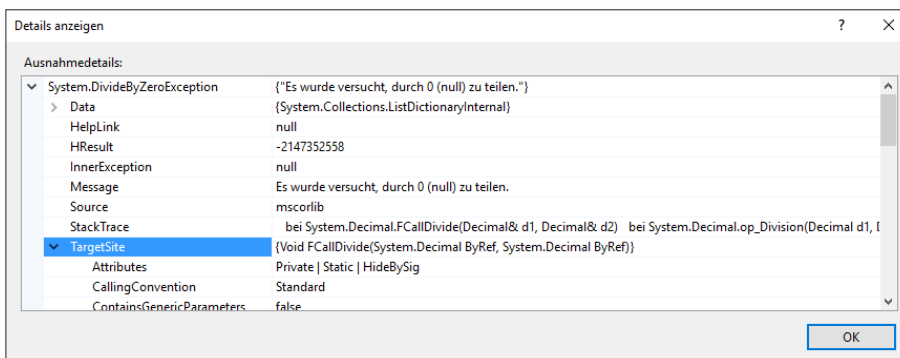 Details anzeigen ? ×
Ausnahmedetails:
System.DivideByZeroException {"Es wurde versucht, durch 0 (null) zu teilen."}
Data {System.Collections.ListDictionaryInternal}
HelpLink null
HResult -2147352558
InnerException null
Message Es wurde versucht, durch 0 (null) zu teilen.
Source mscorlib
StackTrace bei System.Decimal.FCallDivide(Decimal& d1, Decimal& d2) bei System.Decimal.op_Division(Decimal d1,
TargetSite {Void FCallDivide(System.Decimal ByRef, System.Decimal ByRef)}
Attributes Private | Static | HideBySig
CallingConvention Standard
ContainsGenericParameters false
OK